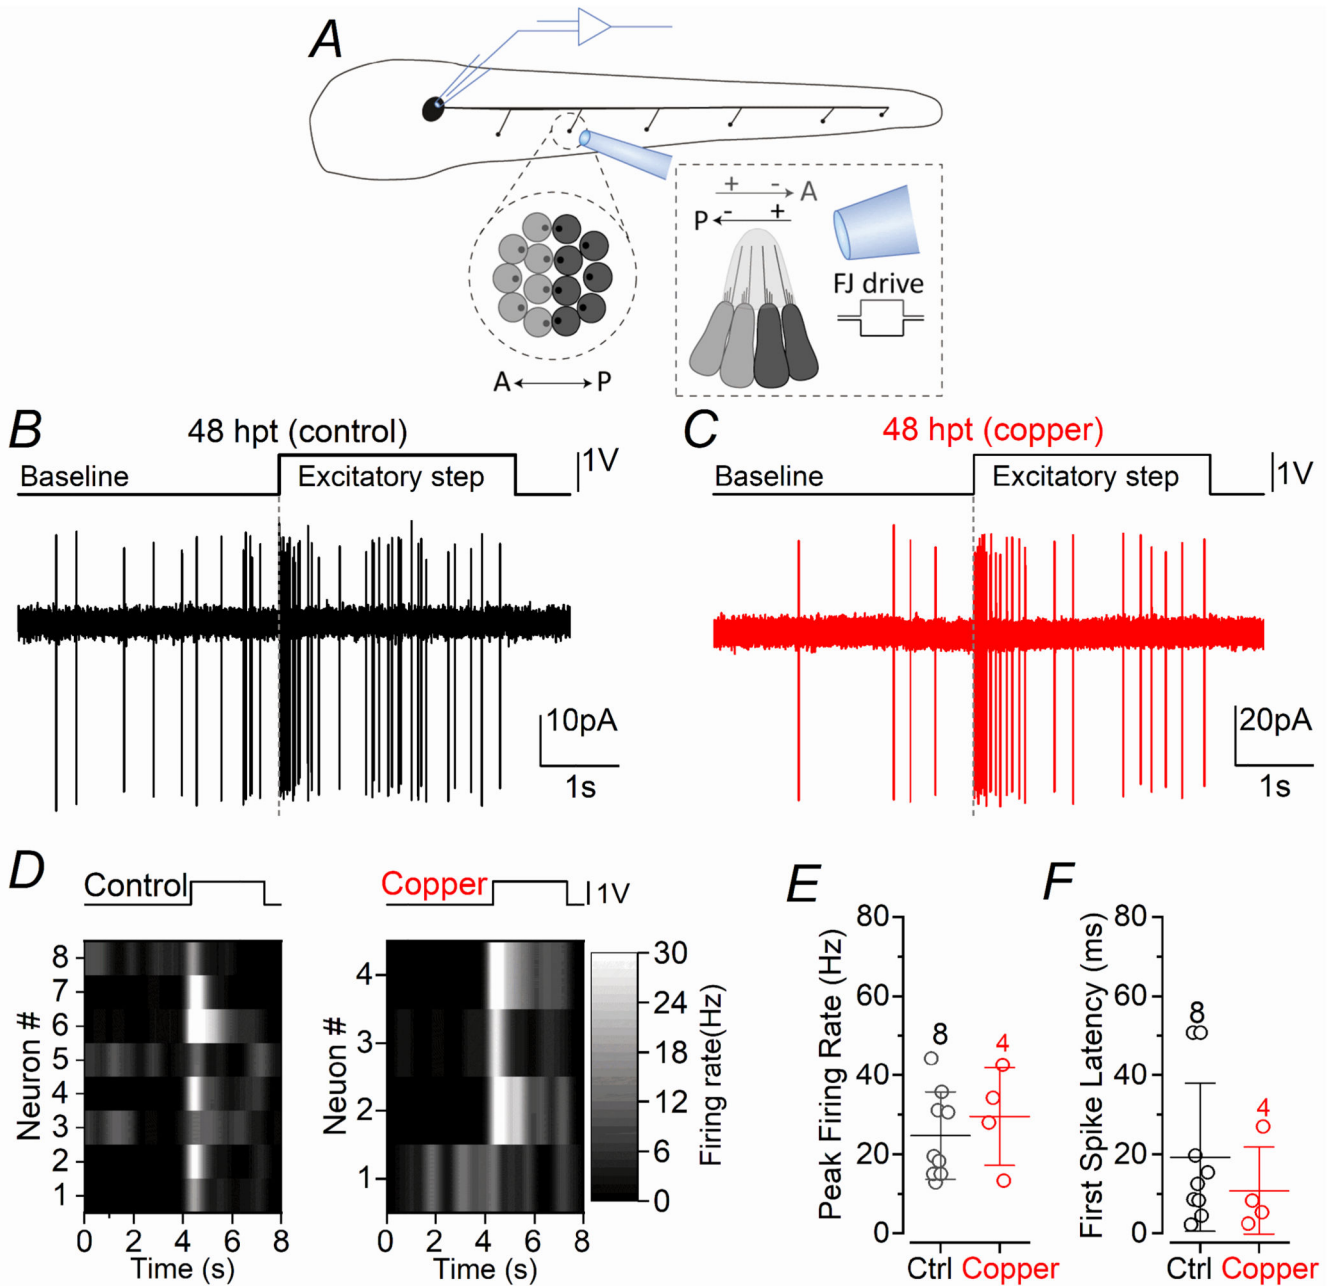 A
+ - A
P - +
FJ drive
A P
B
48 hpt (control)
Baseline
Excitatory step
1V
10pA
1s
C
48 hpt (copper)
Baseline
Excitatory step
1V
20pA
1s
D
Control
Copper
1V
Neuron #
8
7
6
5
4
3
2
1
0 2 4 6 8
Time (s)
Neuon #
4
3
2
1
0 2 4 6 8
Time (s)
30
24
18
12
6
0
Firing rate(Hz)
E
Peak Firing Rate (Hz)
80
60
40
20
0
8
4
Ctrl Copper
F
First Spike Latency (ms)
80
60
40
20
0
8
4
Ctrl Copper